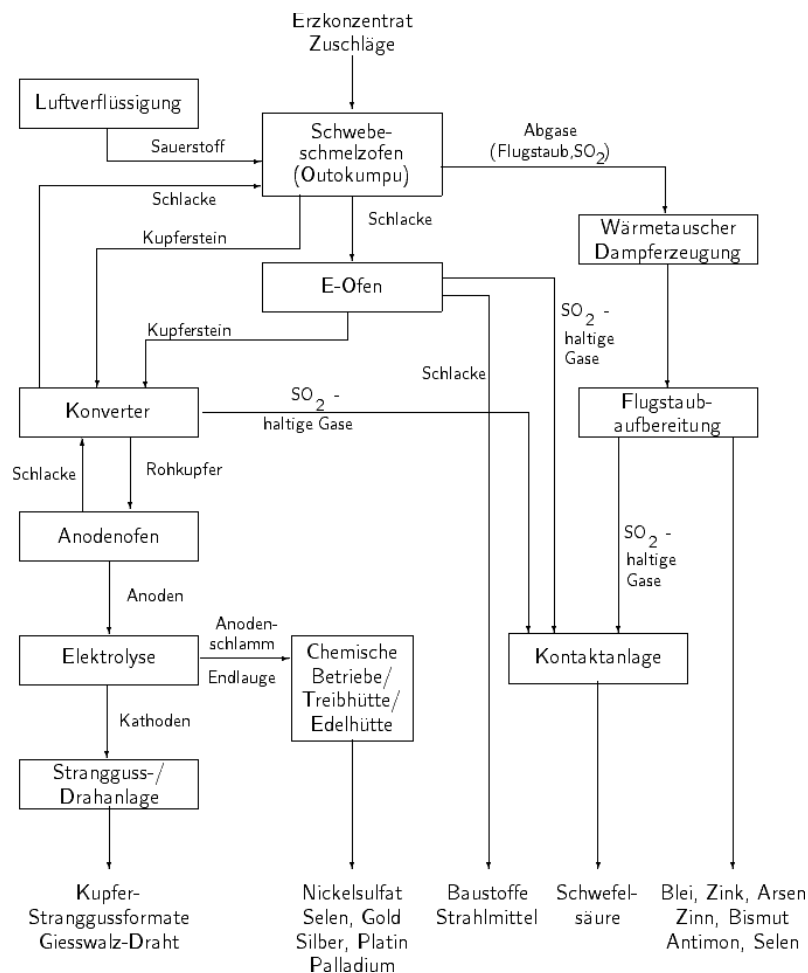 Erzkonzentrat
Zuschläge
Luftverflüssigung
Sauerstoff
Schwebe-
schmelzofen
(Outokumpu)
Abgase
(Flugstaub,SO2)
Schlacke
Schlacke
Kupferstein
Wärmetauscher
Dampferzeugung
E-Ofen
SO2 -
haltige
Gase
Kupferstein
Schlacke
Konverter
SO2 -
haltige Gase
Flugstaub-
aufbereitung
Schlacke
Rohkupfer
Anodenofen
SO2 -
haltige
Gase
Anoden
Elektrolyse
Anoden-
schlamm
Endlauge
Chemische
Betriebe/
Treibhütte/
Edelhütte
Kontaktanlage
Kathoden
Strangguss-/
Drahanlage
Kupfer-
Stranggussformate
Giesswalz-Draht
Nickelsulfat
Selen, Gold
Silber, Platin
Palladium
Baustoffe
Strahlmittel
Schwefel-
säure
Blei, Zink, Arsen
Zinn, Bismut
Antimon, Selen